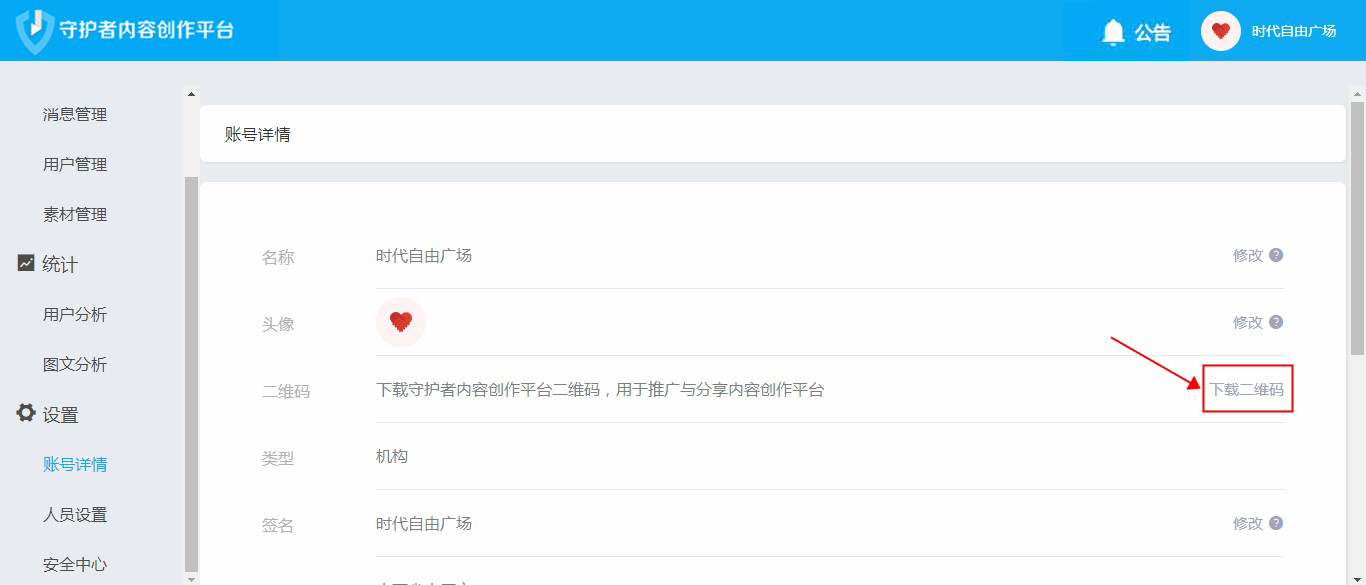 守护者内容创作平台
公告
时代自由广场
消息管理
用户管理
素材管理
统计
用户分析
图文分析
设置
账号详情
人员设置
安全中心
账号详情
名称 时代自由广场 修改 ?
头像 修改 ?
二维码 下载守护者内容创作平台二维码，用于推广与分享内容创作平台 下载二维码
类型 机构
签名 时代自由广场 修改 ?